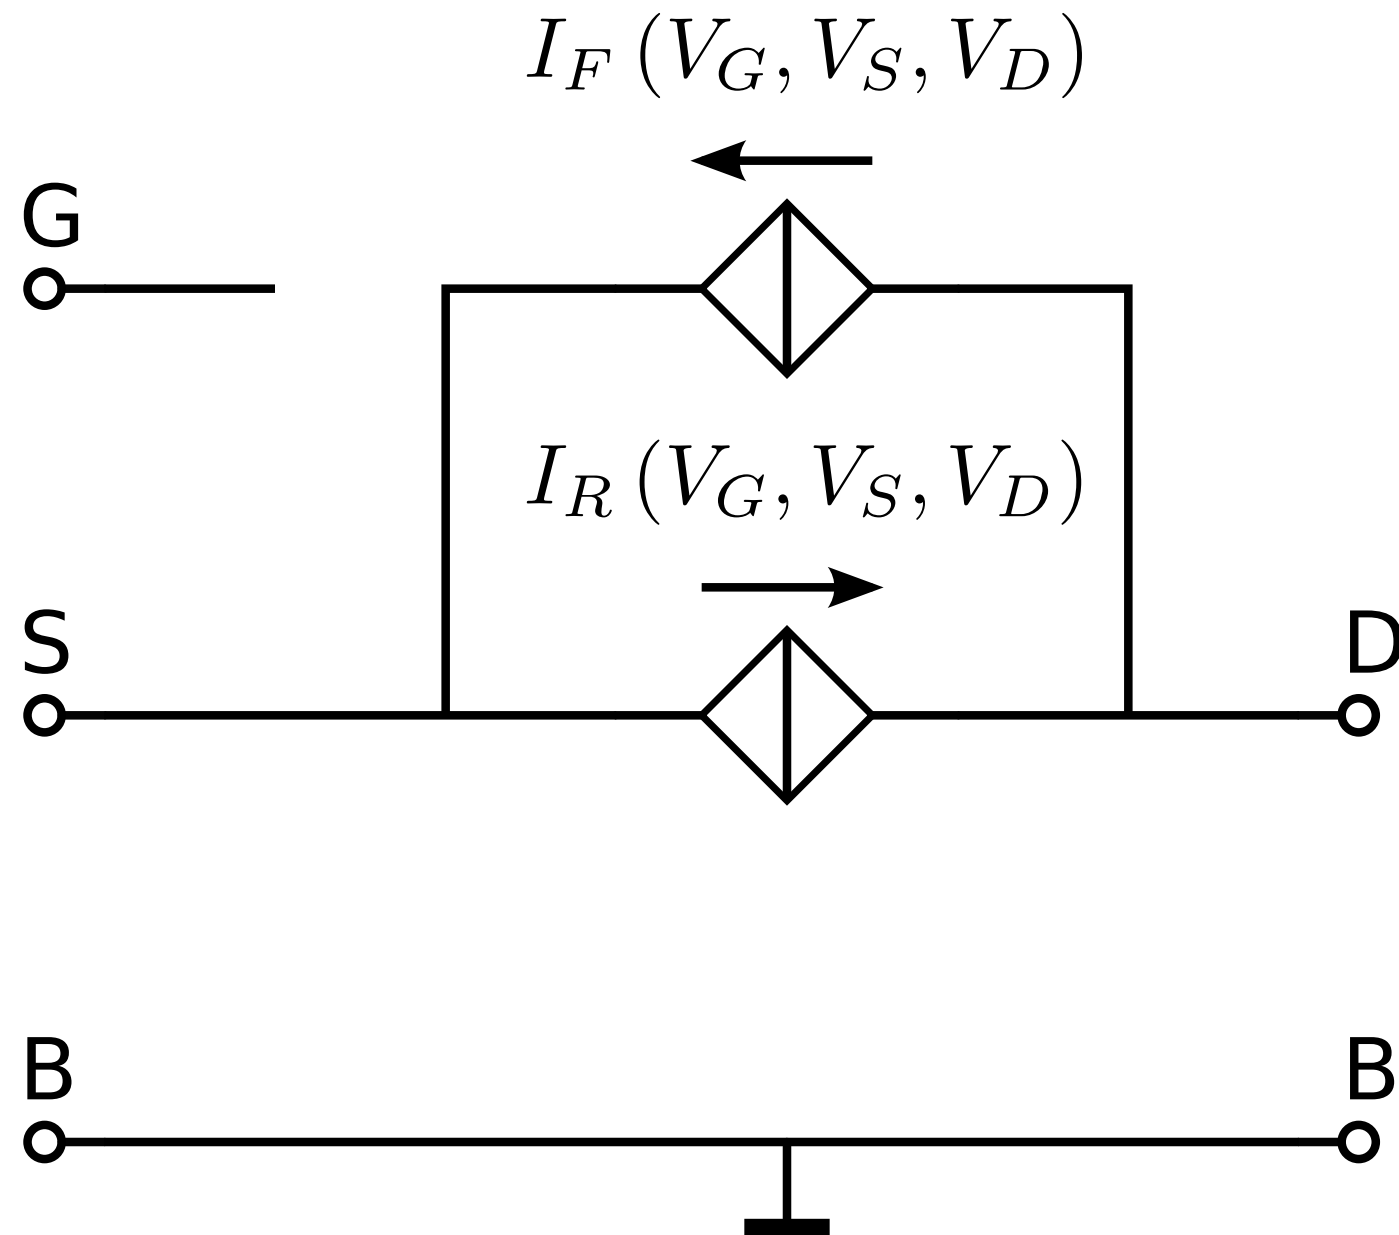 I_F (V_G, V_S, V_D)
G
I_R (V_G, V_S, V_D)
S
D
B
B